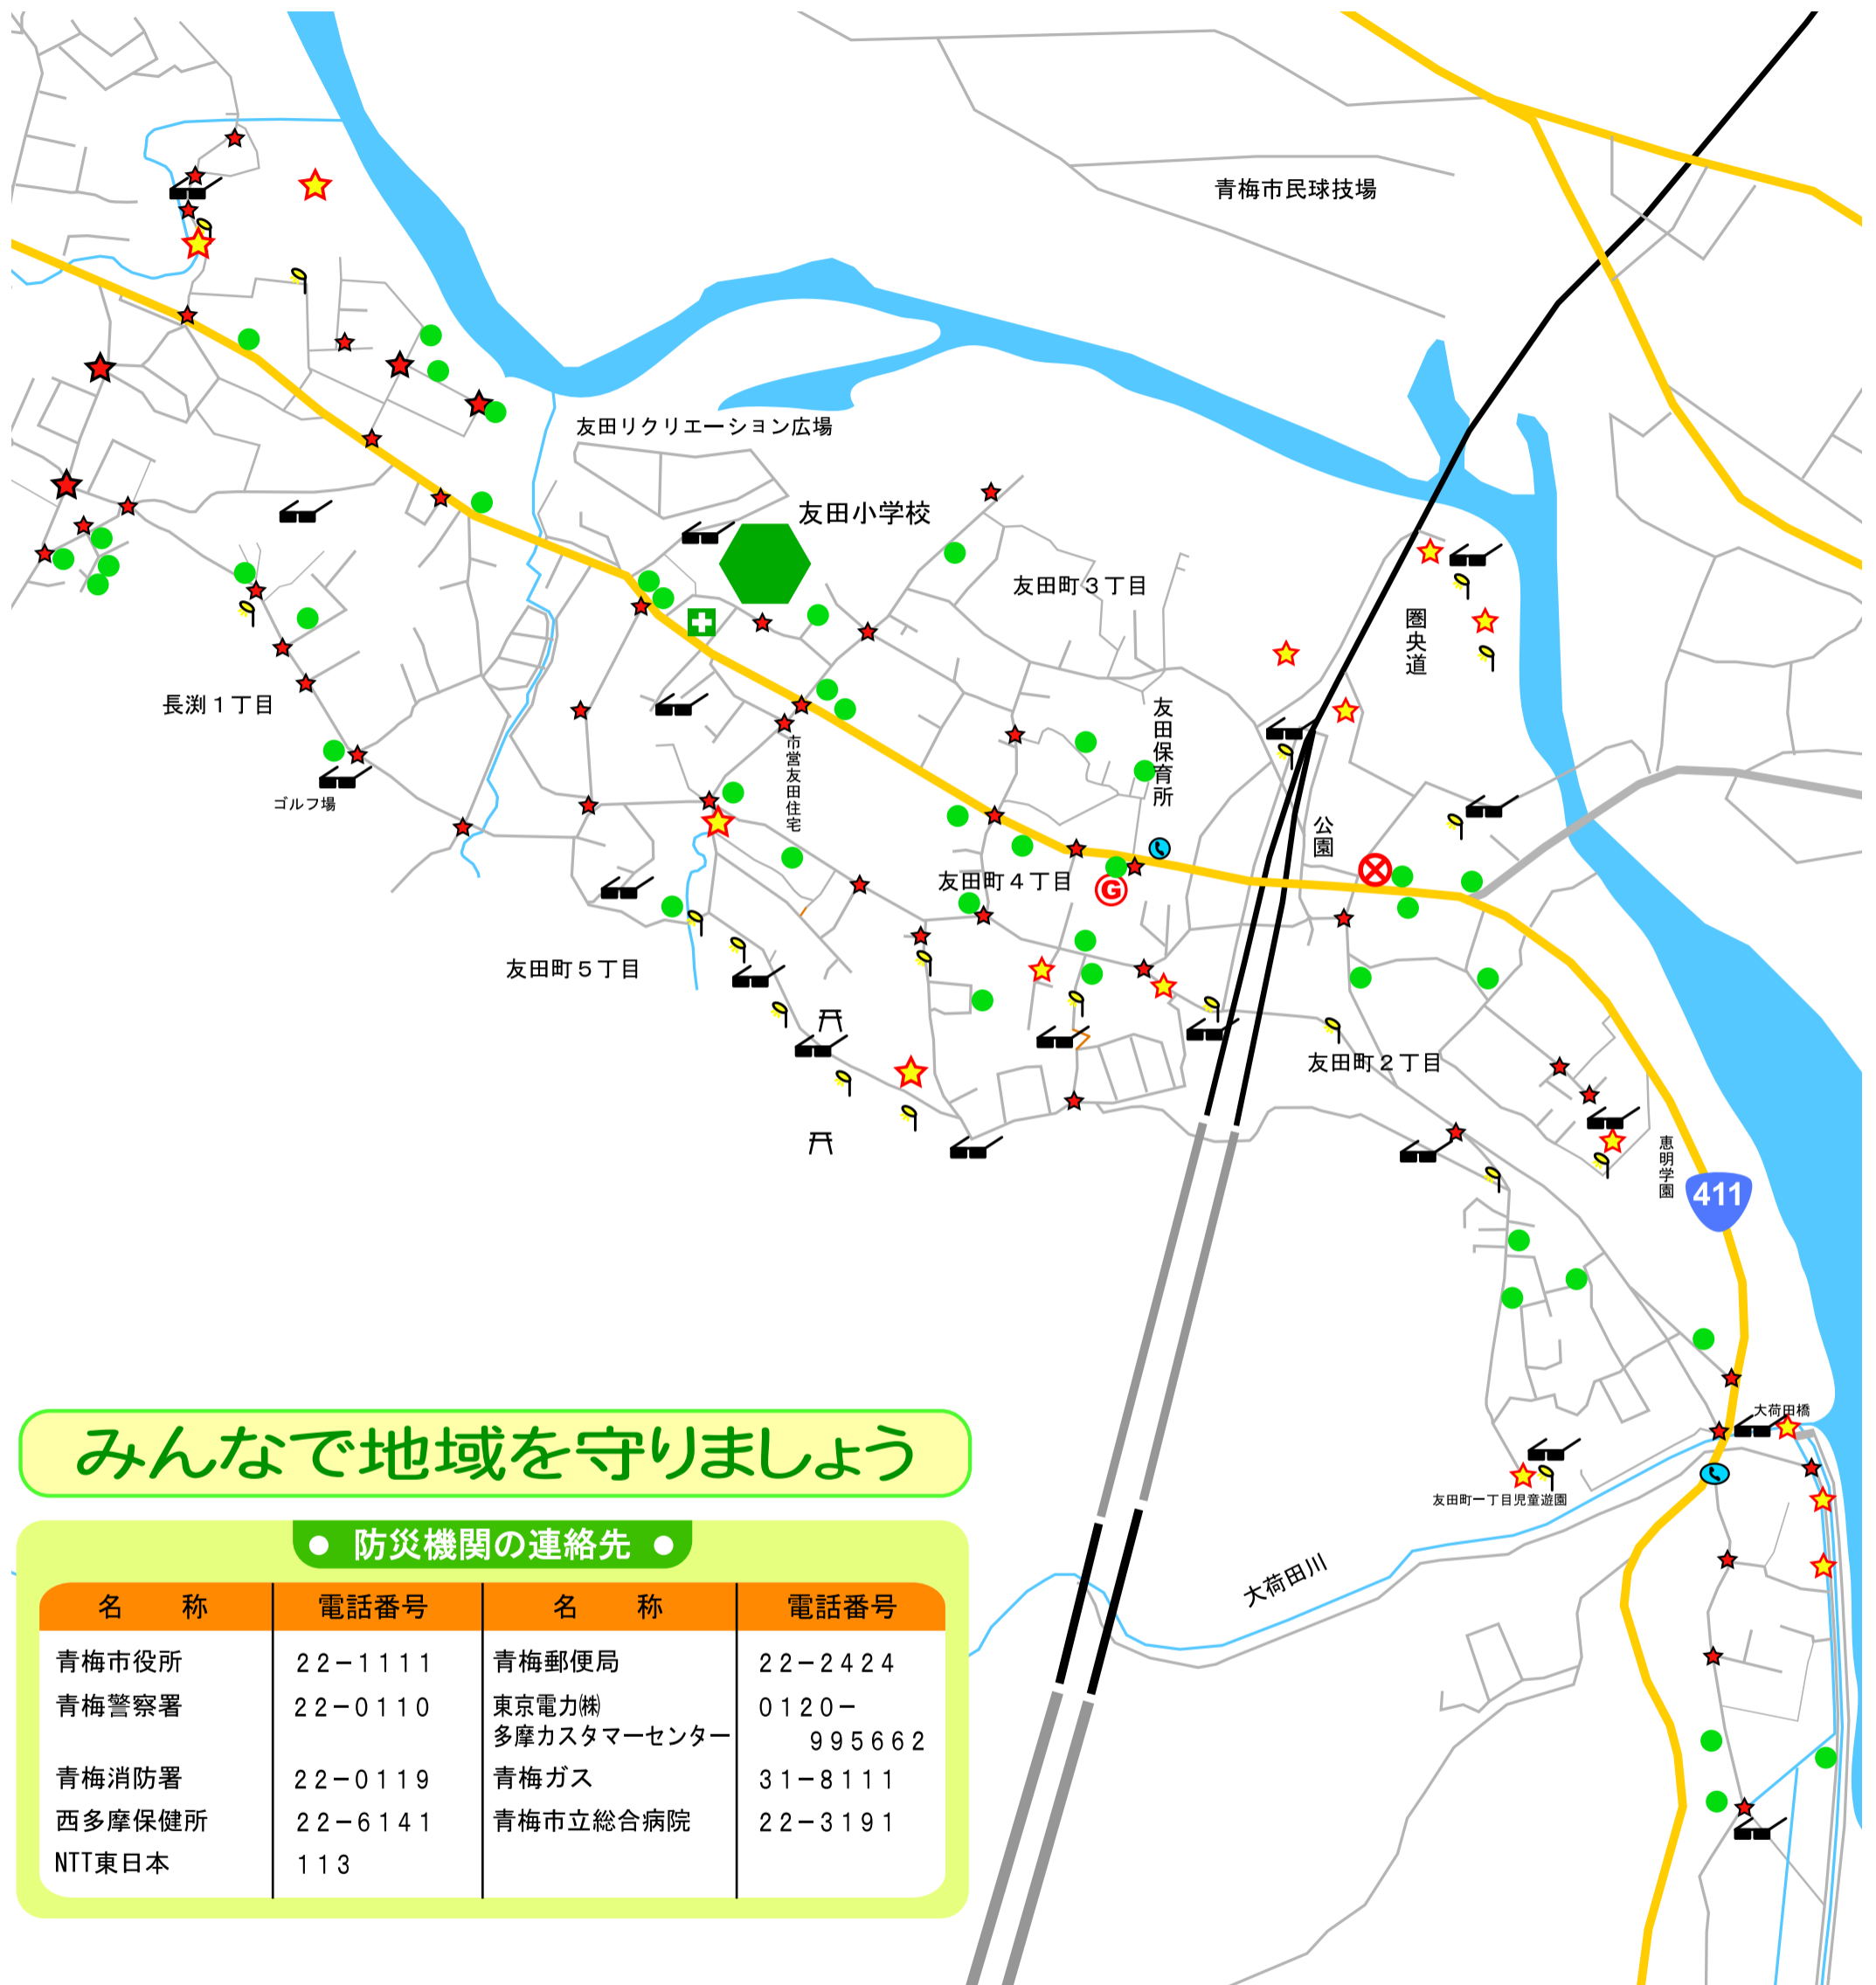 青梅市民球技場
友田リクリエーション広場
友田小学校
友田町３丁目
圏央道
長渕１丁目
友田保育所
市営友田住宅
ゴルフ場
公園
友田町４丁目
G
友田町５丁目
友田町２丁目
恵明学園
411
大荷田橋
友田町一丁目児童遊園
大荷田川
みんなで地域を守りましょう
防災機関の連絡先
名　称 電話番号 名　称 電話番号
青梅市役所 22－1111 青梅郵便局 22－2424
青梅警察署 22－0110 東京電力㈱ 0120－
多摩カスタマーセンター 995662
青梅消防署 22－0119 青梅ガス 31－8111
西多摩保健所 22－6141 青梅市立総合病院 22－3191
NTT東日本 113